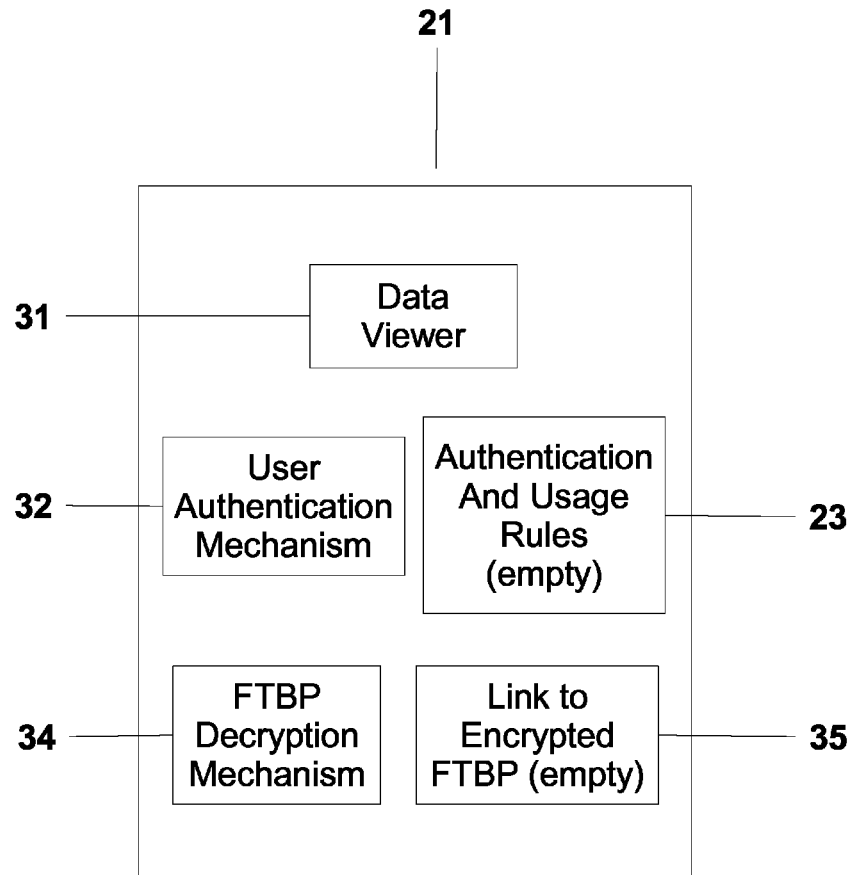 21
31
Data
Viewer
32
User
Authentication
Mechanism
Authentication
And Usage
Rules
(empty)
23
34
FTBP
Decryption
Mechanism
Link to
Encrypted
FTBP (empty)
35